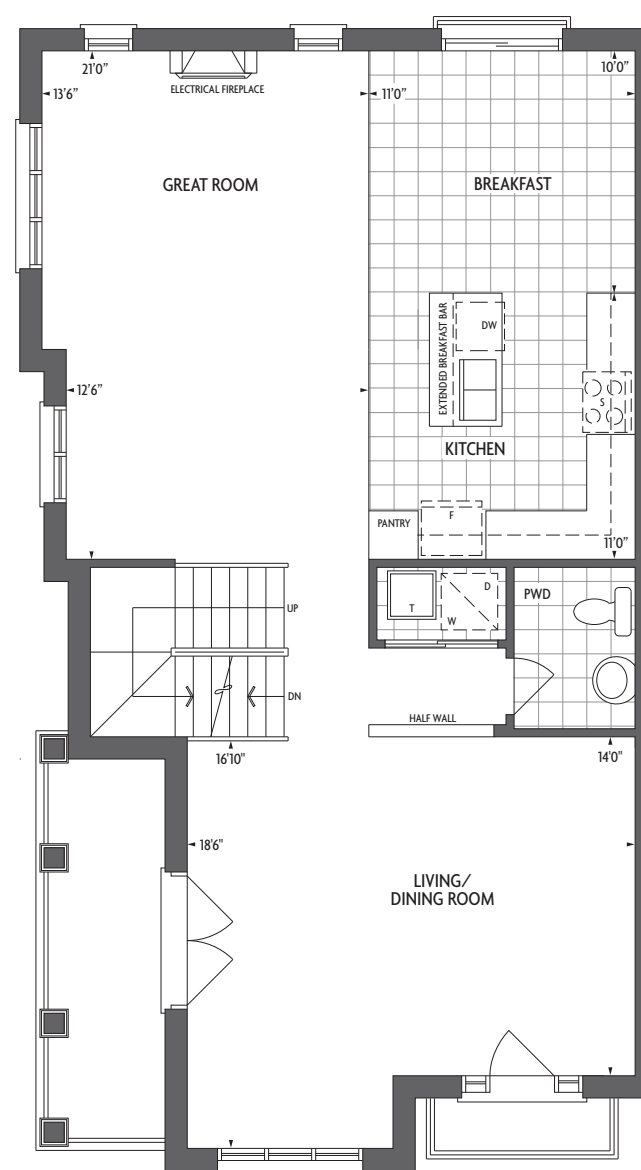 21'0"
10'0"
13'6"
ELECTRICAL FIREPLACE
11'0"
GREAT ROOM
BREAKFAST
EXTENDED BREAKFAST BAR
DW
12'6"
S
KITCHEN
PANTRY
F
11'0"
UP
T
W
D
PWD
DN
HALF WALL
16'10"
14'0"
18'6"
LIVING/
DINING ROOM